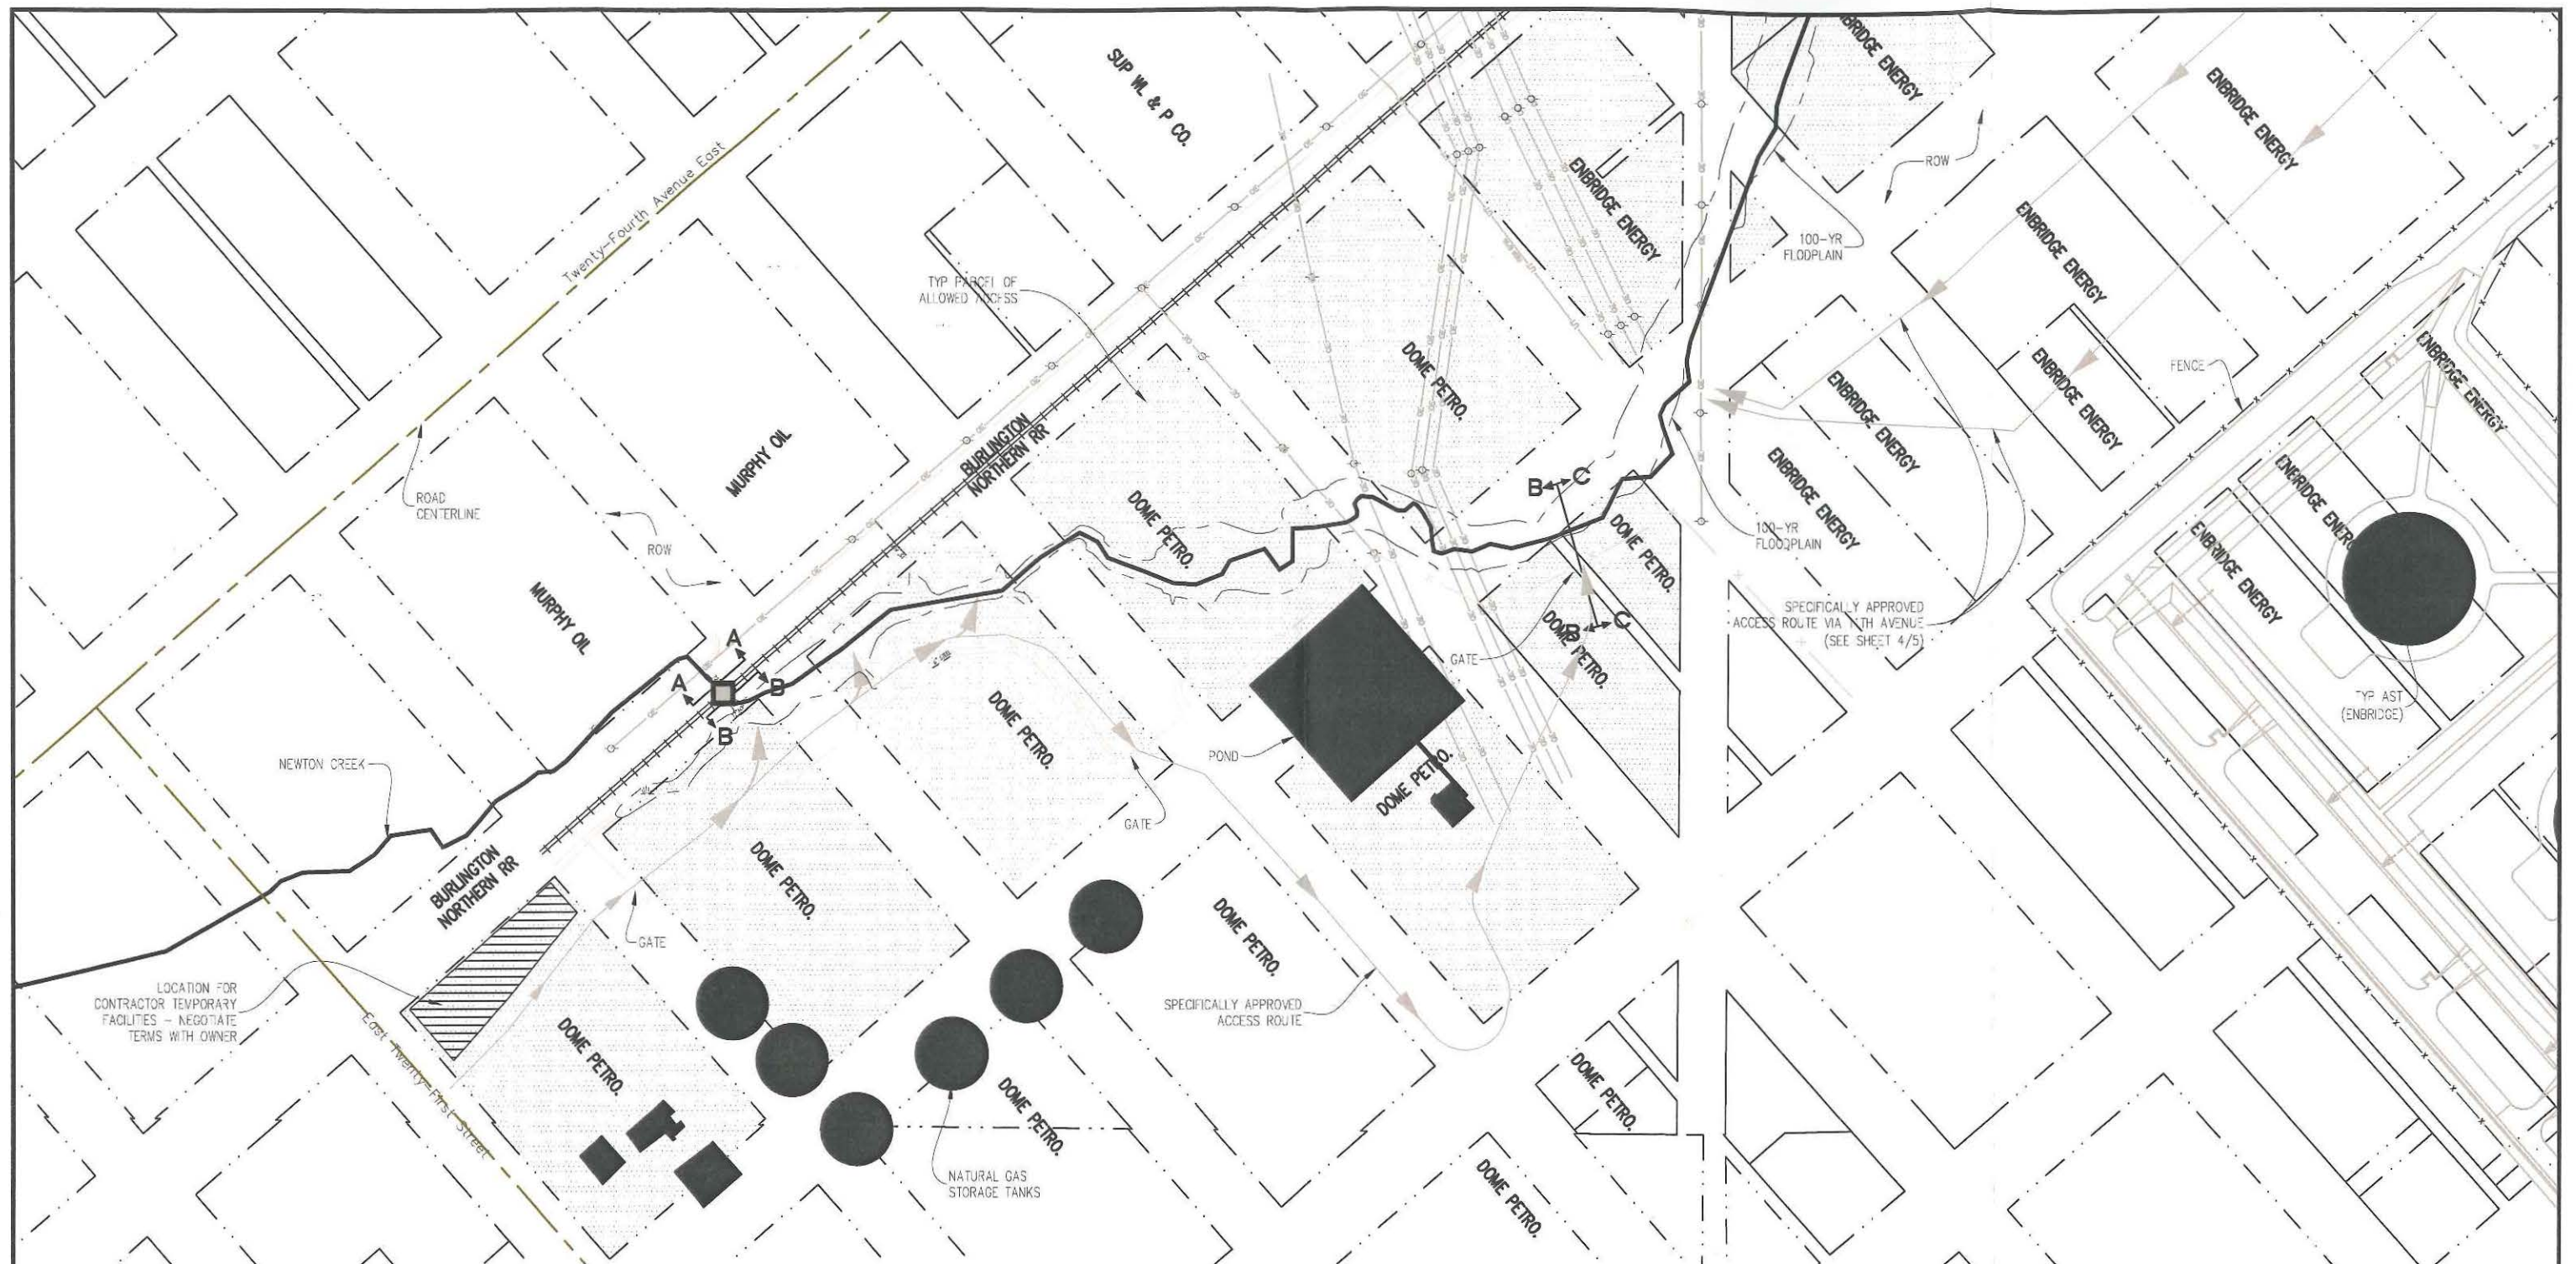 ENBRIDGE ENERGY
ENBRIDGE ENERGY
SUP WL & P CO.
Twenty-Fourth Avenue East
ROW
ENBRIDGE ENERGY
ENBRIDGE ENERGY
100-YR
FLOODPLAIN
TYP PARCEL OF
ALLOWED ACCESS
DOME PETRO.
FENCE
ENBRIDGE ENERGY
ENBRIDGE ENERGY
ENBRIDGE ENERGY
MURPHY OIL
BURLINGTON
NORTHERN RR
ENBRIDGE ENERGY
ENBRIDGE ENERGY
ENBRIDGE ENERGY
ROAD
CENTERLINE
B C
DOME PETRO.
DOME PETRO.
ROW
100-YR
FLOODPLAIN
MURPHY OIL
SPECIFICALLY APPROVED
ACCESS ROUTE VIA AVENUE
(SEE SHEET 4/5)
B C
DOME PETRO.
GATE
A
A
B
B
TYP AST
(ENBRIDGE)
DOME PETRO.
POND
NEWTON CREEK
DOME PETRO.
GATE
BURLINGTON
NORTHERN RR
DOME PETRO.
GATE
DOME PETRO.
LOCATION FOR
CONTRACTOR TEMPORARY
FACILITIES - NEGOTIATE
TERMS WITH OWNER
SPECIFICALLY APPROVED
ACCESS ROUTE
East Twenty-First Street
DOME PETRO.
DOME PETRO.
DOME PETRO.
NATURAL GAS
STORAGE TANKS
DOME PETRO.